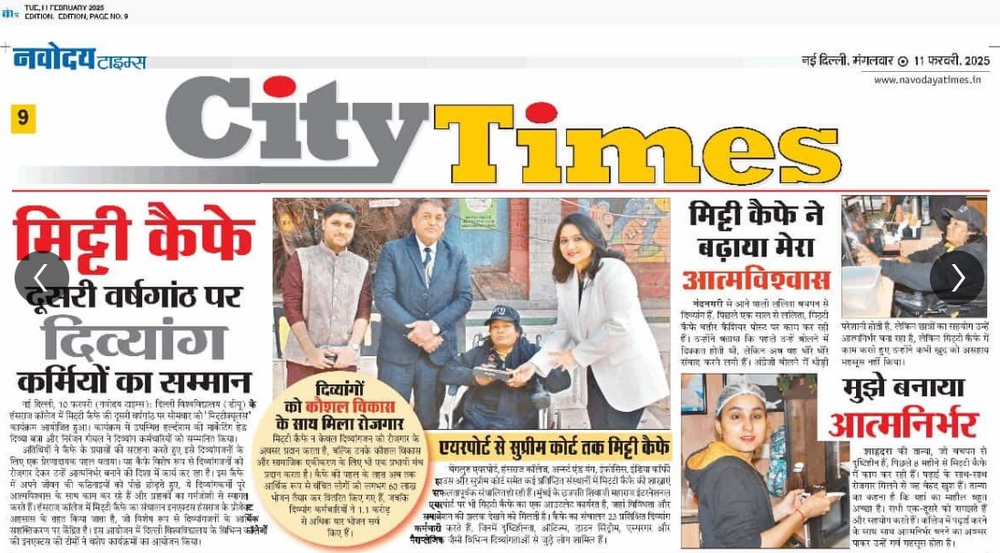 TUE, 11 FEBRUARY 2025
EDITION. EDITION, PAGE NO. 9
नवोदय टाइम्स
नई दिल्ली, मंगलवार 11 फरवरी, 2025
www.navodayatimes.in
9
City Times
मिट्टी कैफे
दूसरी वर्षगांठ पर
दिव्यांग
कर्मियों का सम्मान
नई दिल्ली, 10 फरवरी (नवोदय टाइम्स): दिल्ली विश्वविद्यालय (डीयू) के
हंसराज कॉलेज में मिट्टी कैफे की दूसरी वर्षगांठ पर सोमवार को 'मिट्टीक्यूलस'
कार्यक्रम आयोजित हुआ। कार्यक्रम में उपस्थित हल्दीराम की मार्केटिंग हेड
दिव्या बत्रा और निरंजन गोयल ने दिव्यांग कर्मचारियों को सम्मानित किया।
अतिथियों ने कैफे के प्रयासों की सराहना करते हुए इसे दिव्यांगजनों के
लिए एक प्रेरणादायक पहल बताया। यह कैफे विशेष रूप से दिव्यांगजनों को
रोजगार देकर उन्हें आत्मनिर्भर बनाने की दिशा में कार्य कर रहा है। इस कैफे
में अपने जीवन की कठिनाइयों को पीछे छोड़ते हुए, ये दिव्यांगकर्मी पूरे
आत्मविश्वास के साथ काम कर रहे हैं और ग्राहकों का गर्मजोशी से स्वागत
करते हैं। हंसराज कॉलेज में मिट्टी कैफे का संचालन इनएक्टस हंसराज के प्रोजेक्ट
अहसास के तहत किया जाता है, जो विशेष रूप से दिव्यांगजनों के आर्थिक
सशक्तिकरण पर केंद्रित है। इस आयोजन में दिल्ली विश्वविद्यालय के विभिन्न कॉलेजों
की इनएक्टस की टीमों ने विशेष कार्यक्रमों का आयोजन किया।
दिव्यांगों
को कौशल विकास
के साथ मिला रोजगार
मिट्टी कैफे न केवल दिव्यांगजन को रोजगार के
अवसर प्रदान करता है, बल्कि उनके कौशल विकास
और सामाजिक एकीकरण के लिए भी एक प्रभावी मंच
प्रदान करता है। कैफे की पहल के तहत अब तक
आर्थिक रूप से वंचित लोगों को लगभग 60 लाख
भोजन तैयार कर वितरित किए गए हैं, जबकि
दिव्यांग कर्मचारियों ने 1.1 करोड़
से अधिक बार भोजन सर्व
किए हैं।
एयरपोर्ट से सुप्रीम कोर्ट तक मिट्टी कैफे
बेंगलुरु एयरपोर्ट, हंसराज कॉलेज, अर्न्स्ट एंड यंग, इंफोसिस, इंडिया कॉफी
हाउस और सुप्रीम कोर्ट समेत कई प्रतिष्ठित संस्थानों में मिट्टी कैफे की शाखाएं
सफलतापूर्वक संचालित हो रही हैं। मुंबई के छत्रपति शिवाजी महाराज इंटरनेशनल
एयरपोर्ट पर भी मिट्टी कैफे का एक आउटलेट कार्यरत है, जहां विविधता और
समावेशन की झलक देखने को मिलती है। कैफे का संचालन 23 प्रशिक्षित दिव्यांग
कर्मचारी करते हैं, जिनमें दृष्टिहीनता, ऑटिज्म, डाउन सिंड्रोम, एस्परगर और
पैराप्लेजिक जैसी विभिन्न दिव्यांगताओं से जुड़े लोग शामिल हैं।
मिट्टी कैफे ने
बढ़ाया मेरा
आत्मविश्वास
मंदनगरी से आने वाली ललिता बचपन से
दिव्यांग हैं, पिछले एक साल से ललिता, मिट्टी
कैफे बतौर कैशियर पोस्ट पर काम कर रही
हैं। उन्होंने बताया कि पहले उन्हें बोलने में
दिक्कत होती थी, लेकिन अब वह धीरे धीरे
संवाद करने लगी हैं। अंग्रेजी बोलने में थोड़ी
परेशानी होती है, लेकिन छात्रों का सहयोग उन्हें
आत्मनिर्भर बना रहा है, लेकिन मिट्टी कैफे में
काम करते हुए उन्होंने कभी खुद को असहाय
महसूस नहीं किया।
मुझे बनाया
आत्मनिर्भर
शाहदरा की तान्या, जो बचपन से
दृष्टिहीन हैं, पिछले 8 महीने से मिट्टी कैफे
में काम कर रही हैं। पढ़ाई के साथ-साथ
रोजगार मिलने से वह बेहद खुश हैं। तान्या
का कहना है कि यहां का माहौल बहुत
अच्छा है। सभी एक-दूसरे को समझते हैं
और सहयोग करते हैं। कॉलेज में पढ़ाई करने
के साथ साथ आत्मनिर्भर बनने का अवसर
पाकर उन्हें गर्व महसूस होता है।